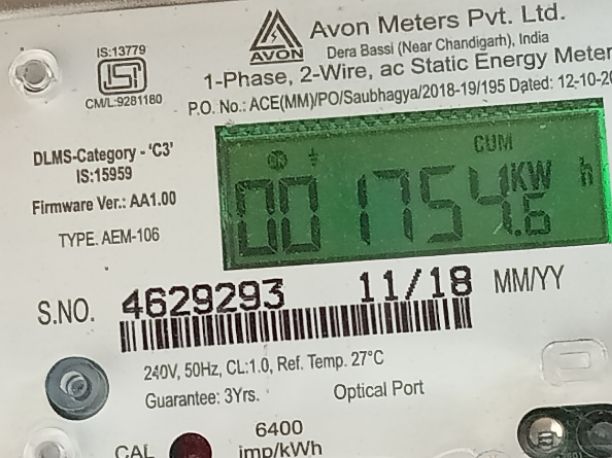 AVON
Avon Meters Pvt. Ltd.
Dera Bassi (Near Chandigarh), India
IS:13779
ISI
CM/L:9281180
1-Phase, 2-Wire, ac Static Energy Meter
P.O. No.: ACE(MM)/PO/Saubhagya/2018-19/195 Dated: 12-10-20
DLMS-Category - 'C3'
IS:15959
Firmware Ver.: AA1.00
TYPE. AEM-106
CUM
001754.6 KW h
S.NO. 4629293 11/18 MM/YY
240V, 50Hz, CL:1.0, Ref. Temp. 27°C
Guarantee: 3Yrs. Optical Port
CAL 6400
imp/kWh